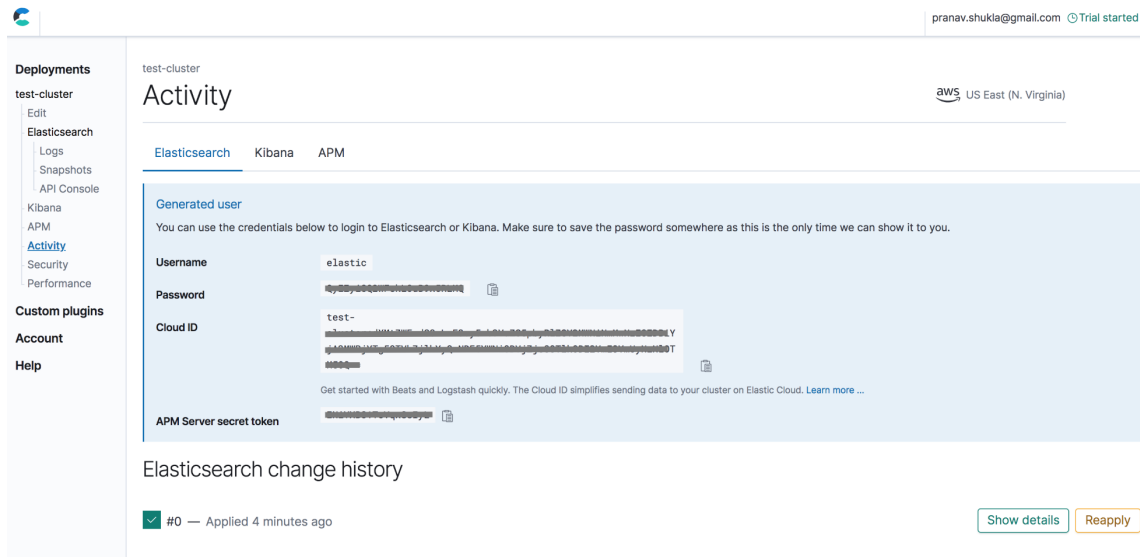 pranav.shukla@gmail.com Trial started
Deployments
test-cluster
Edit
Elasticsearch
Logs
Snapshots
API Console
Kibana
APM
Activity
Security
Performance
Custom plugins
Account
Help
test-cluster
Activity
aws US East (N. Virginia)
Elasticsearch Kibana APM
Generated user
You can use the credentials below to login to Elasticsearch or Kibana. Make sure to save the password somewhere as this is the only time we can show it to you.
Username elastic
Password
Cloud ID test-
Get started with Beats and Logstash quickly. The Cloud ID simplifies sending data to your cluster on Elastic Cloud. Learn more ...
APM Server secret token
Elasticsearch change history
#0 — Applied 4 minutes ago Show details Reapply